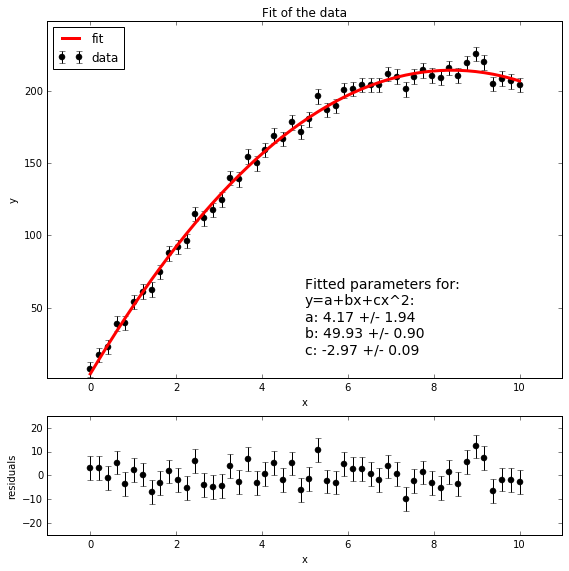 Fit of the data
fit
data
y
200
150
100
50
Fitted parameters for:
y=a+bx+cx^2:
a: 4.17 +/- 1.94
b: 49.93 +/- 0.90
c: -2.97 +/- 0.09
0 2 4 6 8 10
x
residuals
20
10
0
−10
−20
0 2 4 6 8 10
x